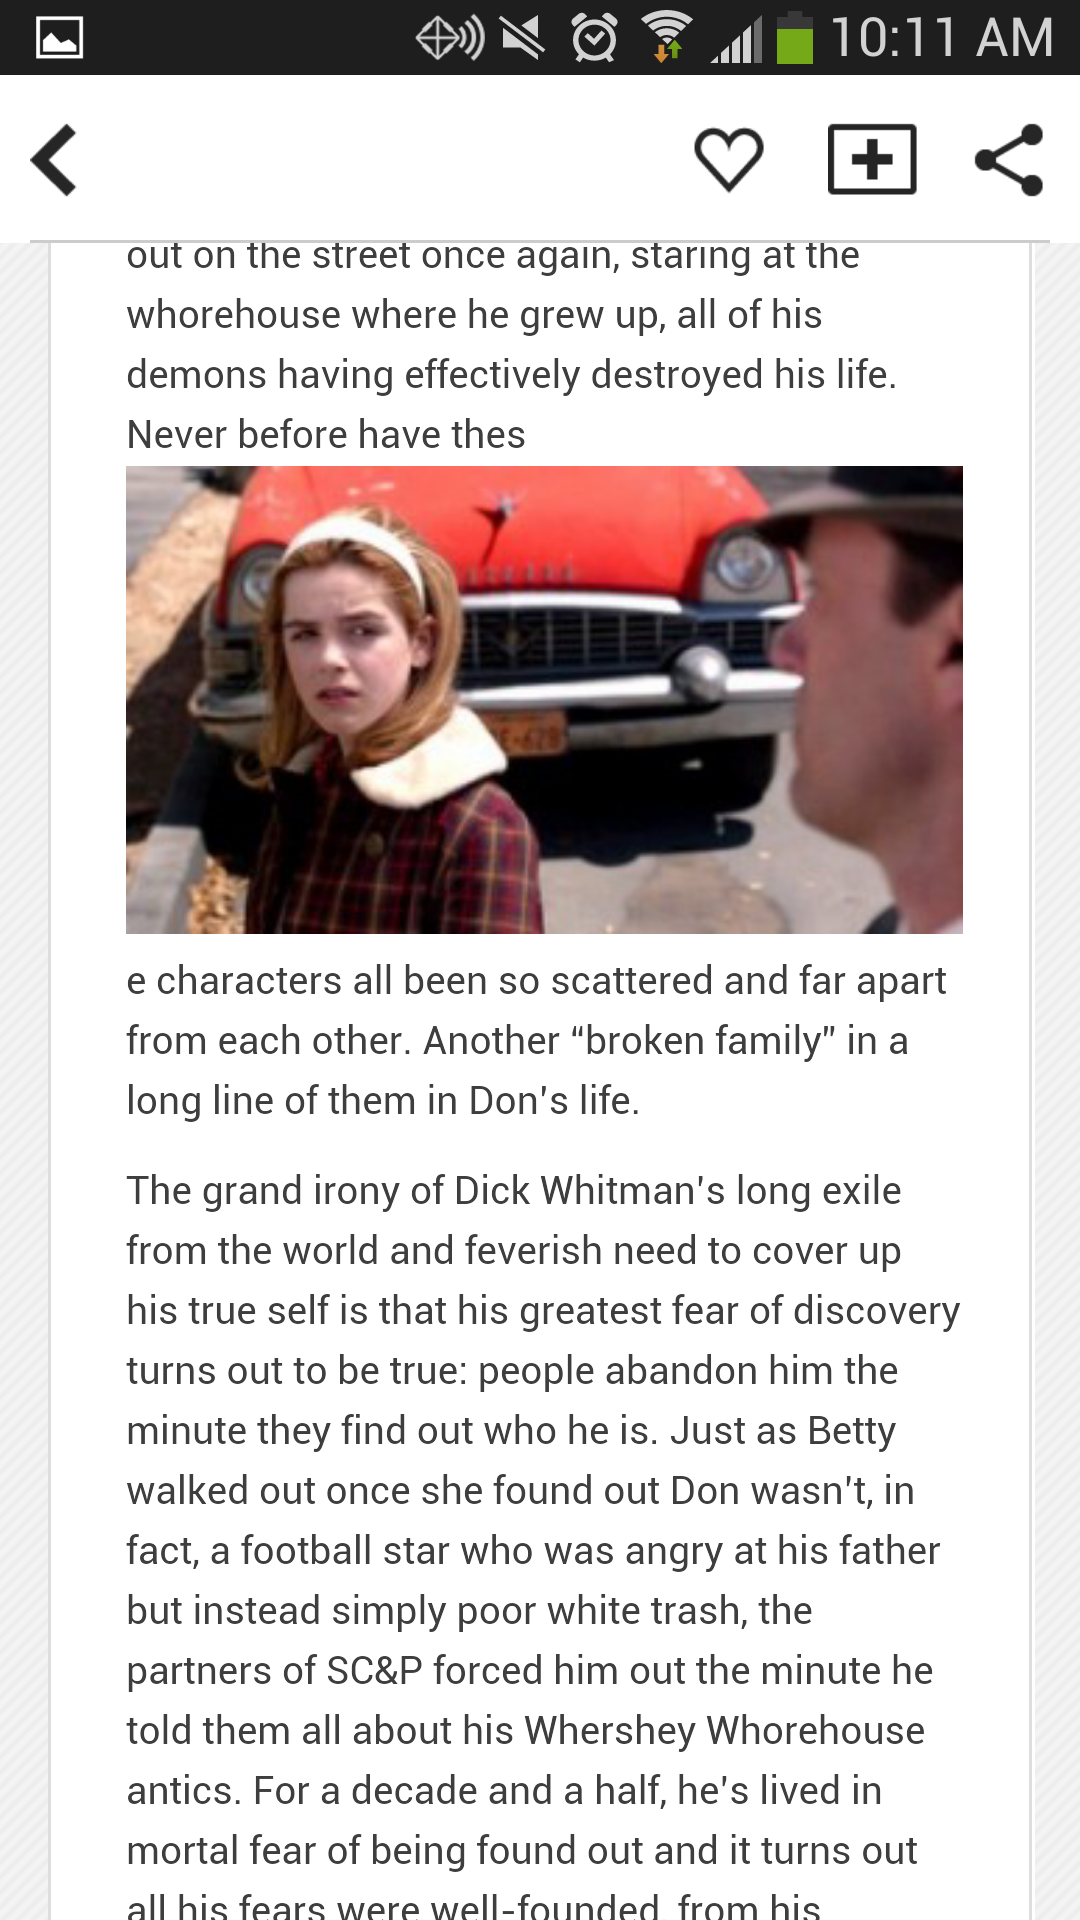 10:11 AM
out on the street once again, staring at the
whorehouse where he grew up, all of his
demons having effectively destroyed his life.
Never before have thes
e characters all been so scattered and far apart
from each other. Another “broken family” in a
long line of them in Don's life.
The grand irony of Dick Whitman's long exile
from the world and feverish need to cover up
his true self is that his greatest fear of discovery
turns out to be true: people abandon him the
minute they find out who he is. Just as Betty
walked out once she found out Don wasn't, in
fact, a football star who was angry at his father
but instead simply poor white trash, the
partners of SC&P forced him out the minute he
told them all about his Whershey Whorehouse
antics. For a decade and a half, he's lived in
mortal fear of being found out and it turns out
all his fears were well-founded, from his